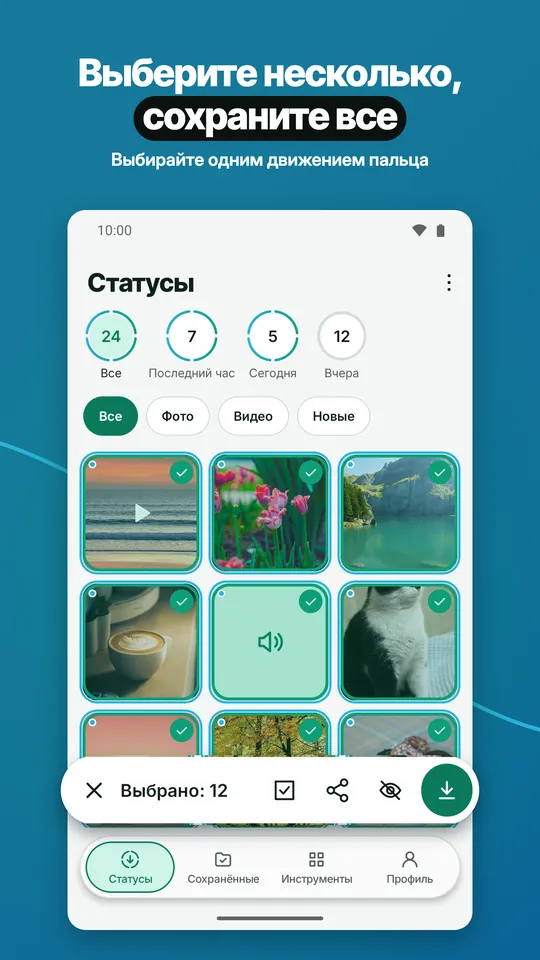 Выберите несколько,
сохраните все
Выбирайте одним движением пальца
10:00
Статусы
24
7
5
12
Все
Последний час
Сегодня
Вчера
Все
Фото
Видео
Новые
Выбрано: 12
Статусы
Сохранённые
Инструменты
Профиль